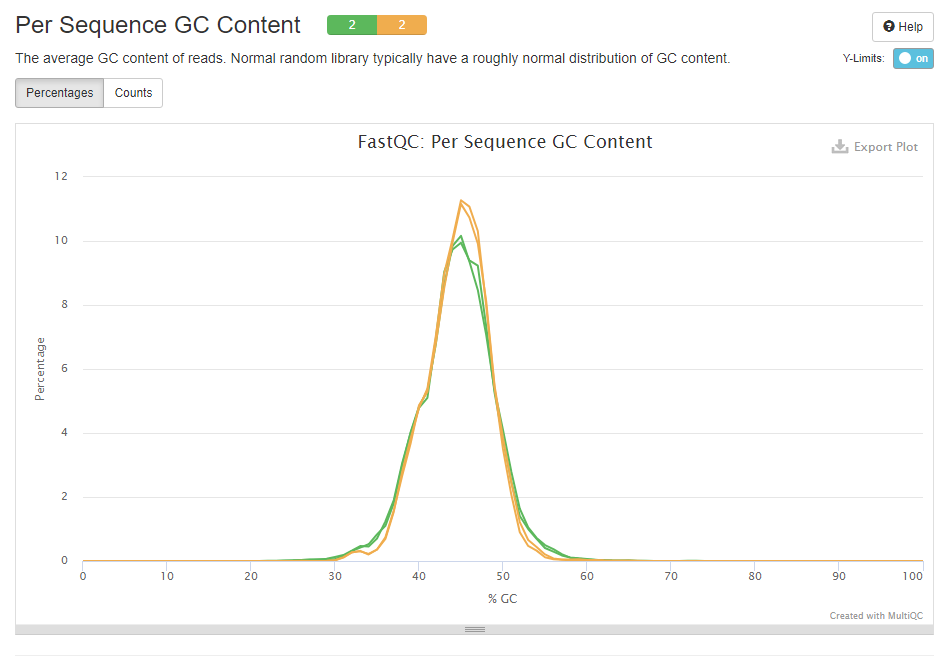 Per Sequence GC Content 2 2 Help
The average GC content of reads. Normal random library typically have a roughly normal distribution of GC content. Y-Limits: on
Percentages Counts
FastQC: Per Sequence GC Content
Export Plot
12
10
8
6
4
2
0
Percentage
0 10 20 30 40 50 60 70 80 90 100
% GC
Created with MultiQC